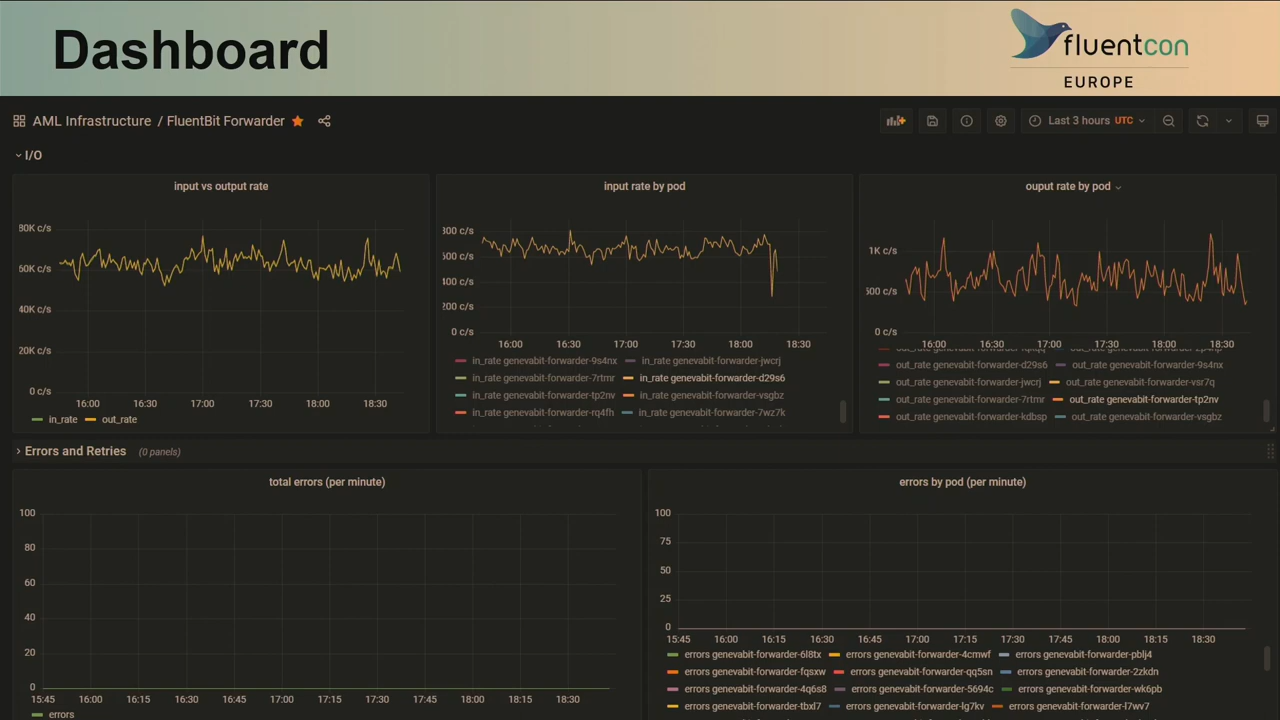 Dashboard
fluentcon
EUROPE
AML Infrastructure / FluentBit Forwarder
Last 3 hours UTC
I/O
input vs output rate
80K c/s
60K c/s
40K c/s
20K c/s
0 c/s
16:00 16:30 17:00 17:30 18:00 18:30
in_rate out_rate
input rate by pod
800 c/s
600 c/s
400 c/s
200 c/s
0 c/s
16:00 16:30 17:00 17:30 18:00 18:30
in_rate genevabit-forwarder-9s4nx in_rate genevabit-forwarder-jwcrj
in_rate genevabit-forwarder-7rtmr in_rate genevabit-forwarder-d29s6
in_rate genevabit-forwarder-tp2nv in_rate genevabit-forwarder-vsgbz
in_rate genevabit-forwarder-rq4fh in_rate genevabit-forwarder-7wz7k
ouput rate by pod
1K c/s
500 c/s
0 c/s
16:00 16:30 17:00 17:30 18:00 18:30
out_rate genevabit-forwarder-d29s6 out_rate genevabit-forwarder-9s4nx
out_rate genevabit-forwarder-jwcrj out_rate genevabit-forwarder-vsr7q
out_rate genevabit-forwarder-7rtmr out_rate genevabit-forwarder-tp2nv
out_rate genevabit-forwarder-kdbsp out_rate genevabit-forwarder-vsgbz
Errors and Retries (0 panels)
total errors (per minute)
100
80
60
40
20
0
15:45 16:00 16:15 16:30 16:45 17:00 17:15 17:30 17:45 18:00 18:15 18:30
errors
errors by pod (per minute)
100
75
50
25
0
15:45 16:00 16:15 16:30 16:45 17:00 17:15 17:30 17:45 18:00 18:15 18:30
errors genevabit-forwarder-6l8tx errors genevabit-forwarder-4cmwf errors genevabit-forwarder-pblj4
errors genevabit-forwarder-fqsxw errors genevabit-forwarder-qq5sn errors genevabit-forwarder-2zkdn
errors genevabit-forwarder-4q6s8 errors genevabit-forwarder-5694c errors genevabit-forwarder-wk6pb
errors genevabit-forwarder-tbxl7 errors genevabit-forwarder-lg7kv errors genevabit-forwarder-l7wv7